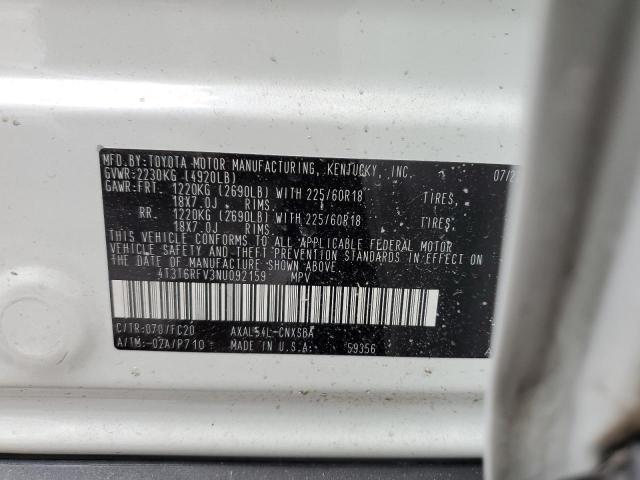 MFD.BY:TOYOTA MOTOR MANUFACTURING, KENTUCKY, INC. 07/2
GVWR:2230KG (4920LB)
GAWR:FRT. 1220KG (2690LB) WITH 225/60R18 TIRES,
18X7.0J RIMS,
RR. 1220KG (2690LB) WITH 225/60R18 TIRES,
18X7.0J RIMS,
THIS VEHICLE CONFORMS TO ALL APPLICABLE FEDERAL MOTOR
VEHICLE SAFETY AND THEFT PREVENTION STANDARDS IN EFFECT ON
THE DATE OF MANUFACTURE SHOWN ABOVE.
4T3T6RFV3NU092159 MPV
C/TR:070/FC20 AXAL54L-CNXSBA
A/TM:-02A/P710 MADE IN U.S.A. 59356